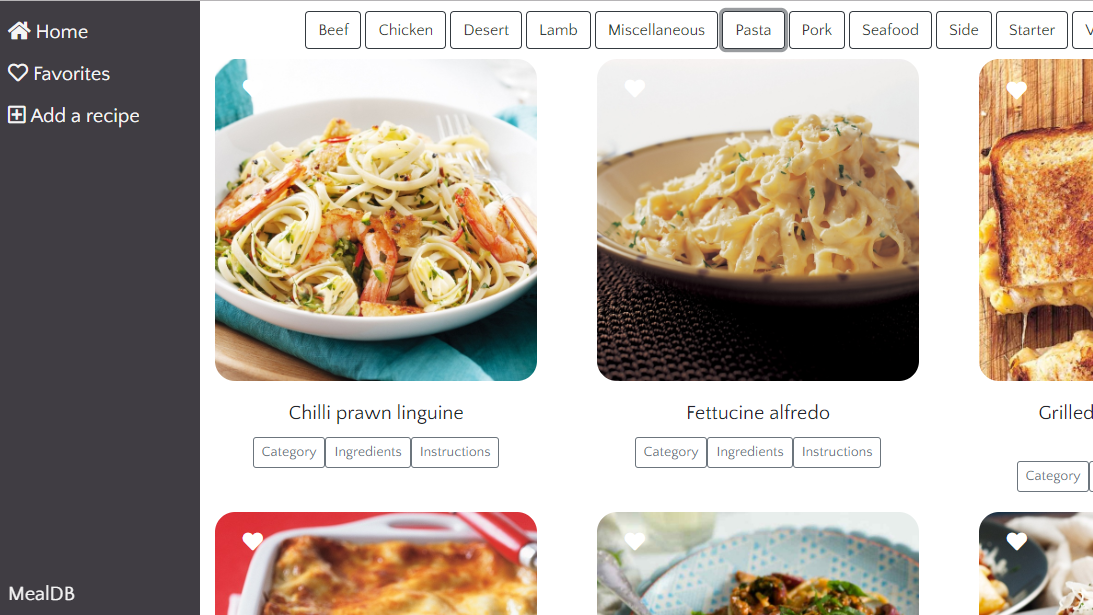 Home
Favorites
Add a recipe
MealDB
Beef Chicken Desert Lamb Miscellaneous Pasta Pork Seafood Side Starter
Chilli prawn linguine
Category Ingredients Instructions
Fettucine alfredo
Category Ingredients Instructions
Grilled
Category